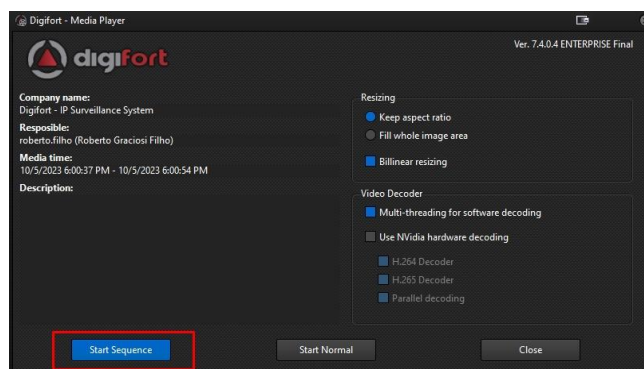 Digifort - Media Player
digifort
Ver. 7.4.0.4 ENTERPRISE Final
Company name:
Digifort - IP Surveillance System
Resposible:
roberto.filho (Roberto Graciosi Filho)
Media time:
10/5/2023 6:00:37 PM - 10/5/2023 6:00:54 PM
Description:
Resizing
Keep aspect ratio
Fill whole image area
Billinear resizing
Video Decoder
Multi-threading for software decoding
Use NVidia hardware decoding
H.264 Decoder
H.265 Decoder
Parallel decoding
Start Sequence
Start Normal
Close